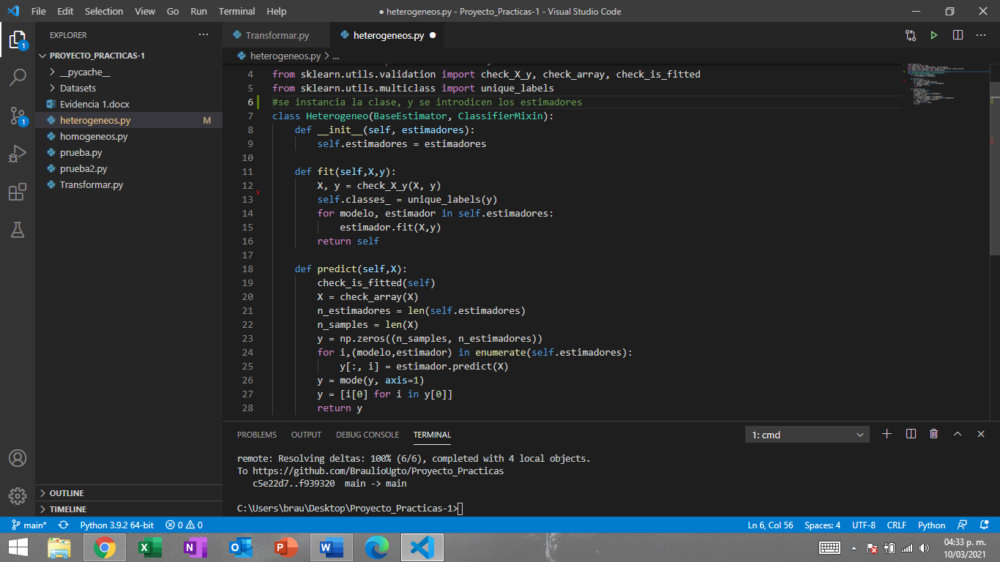 File Edit Selection View Go Run Terminal Help
● heterogeneos.py - Proyecto_Practicas-1 - Visual Studio Code
EXPLORER
PROYECTO_PRACTICAS-1
__pycache__
Datasets
Evidencia 1.docx
heterogeneos.py M
homogeneos.py
prueba.py
prueba2.py
Transformar.py
OUTLINE
TIMELINE
1
1
Transformar.py
heterogeneos.py
heterogeneos.py > ...
4 from sklearn.utils.validation import check_X_y, check_array, check_is_fitted
5 from sklearn.utils.multiclass import unique_labels
6 #se instancia la clase, y se introdicen los estimadores
7 class Heterogeneo(BaseEstimator, ClassifierMixin):
8 def __init__(self, estimadores):
9 self.estimadores = estimadores
10
11 def fit(self,X,y):
12 X, y = check_X_y(X, y)
13 self.classes_ = unique_labels(y)
14 for modelo, estimador in self.estimadores:
15 estimador.fit(X,y)
16 return self
17
18 def predict(self,X):
19 check_is_fitted(self)
20 X = check_array(X)
21 n_estimadores = len(self.estimadores)
22 n_samples = len(X)
23 y = np.zeros((n_samples, n_estimadores))
24 for i,(modelo,estimador) in enumerate(self.estimadores):
25 y[:, i] = estimador.predict(X)
26 y = mode(y, axis=1)
27 y = [i[0] for i in y[0]]
28 return y
PROBLEMS OUTPUT DEBUG CONSOLE TERMINAL
1: cmd
remote: Resolving deltas: 100% (6/6), completed with 4 local objects.
To https://github.com/BraulioUgto/Proyecto_Practicas
c5e22d7..f939320 main -> main
C:\Users\brau\Desktop\Proyecto_Practicas-1>
main* Python 3.9.2 64-bit 0 0
Ln 6, Col 56 Spaces: 4 UTF-8 CRLF Python
04:33 p. m.
10/03/2021